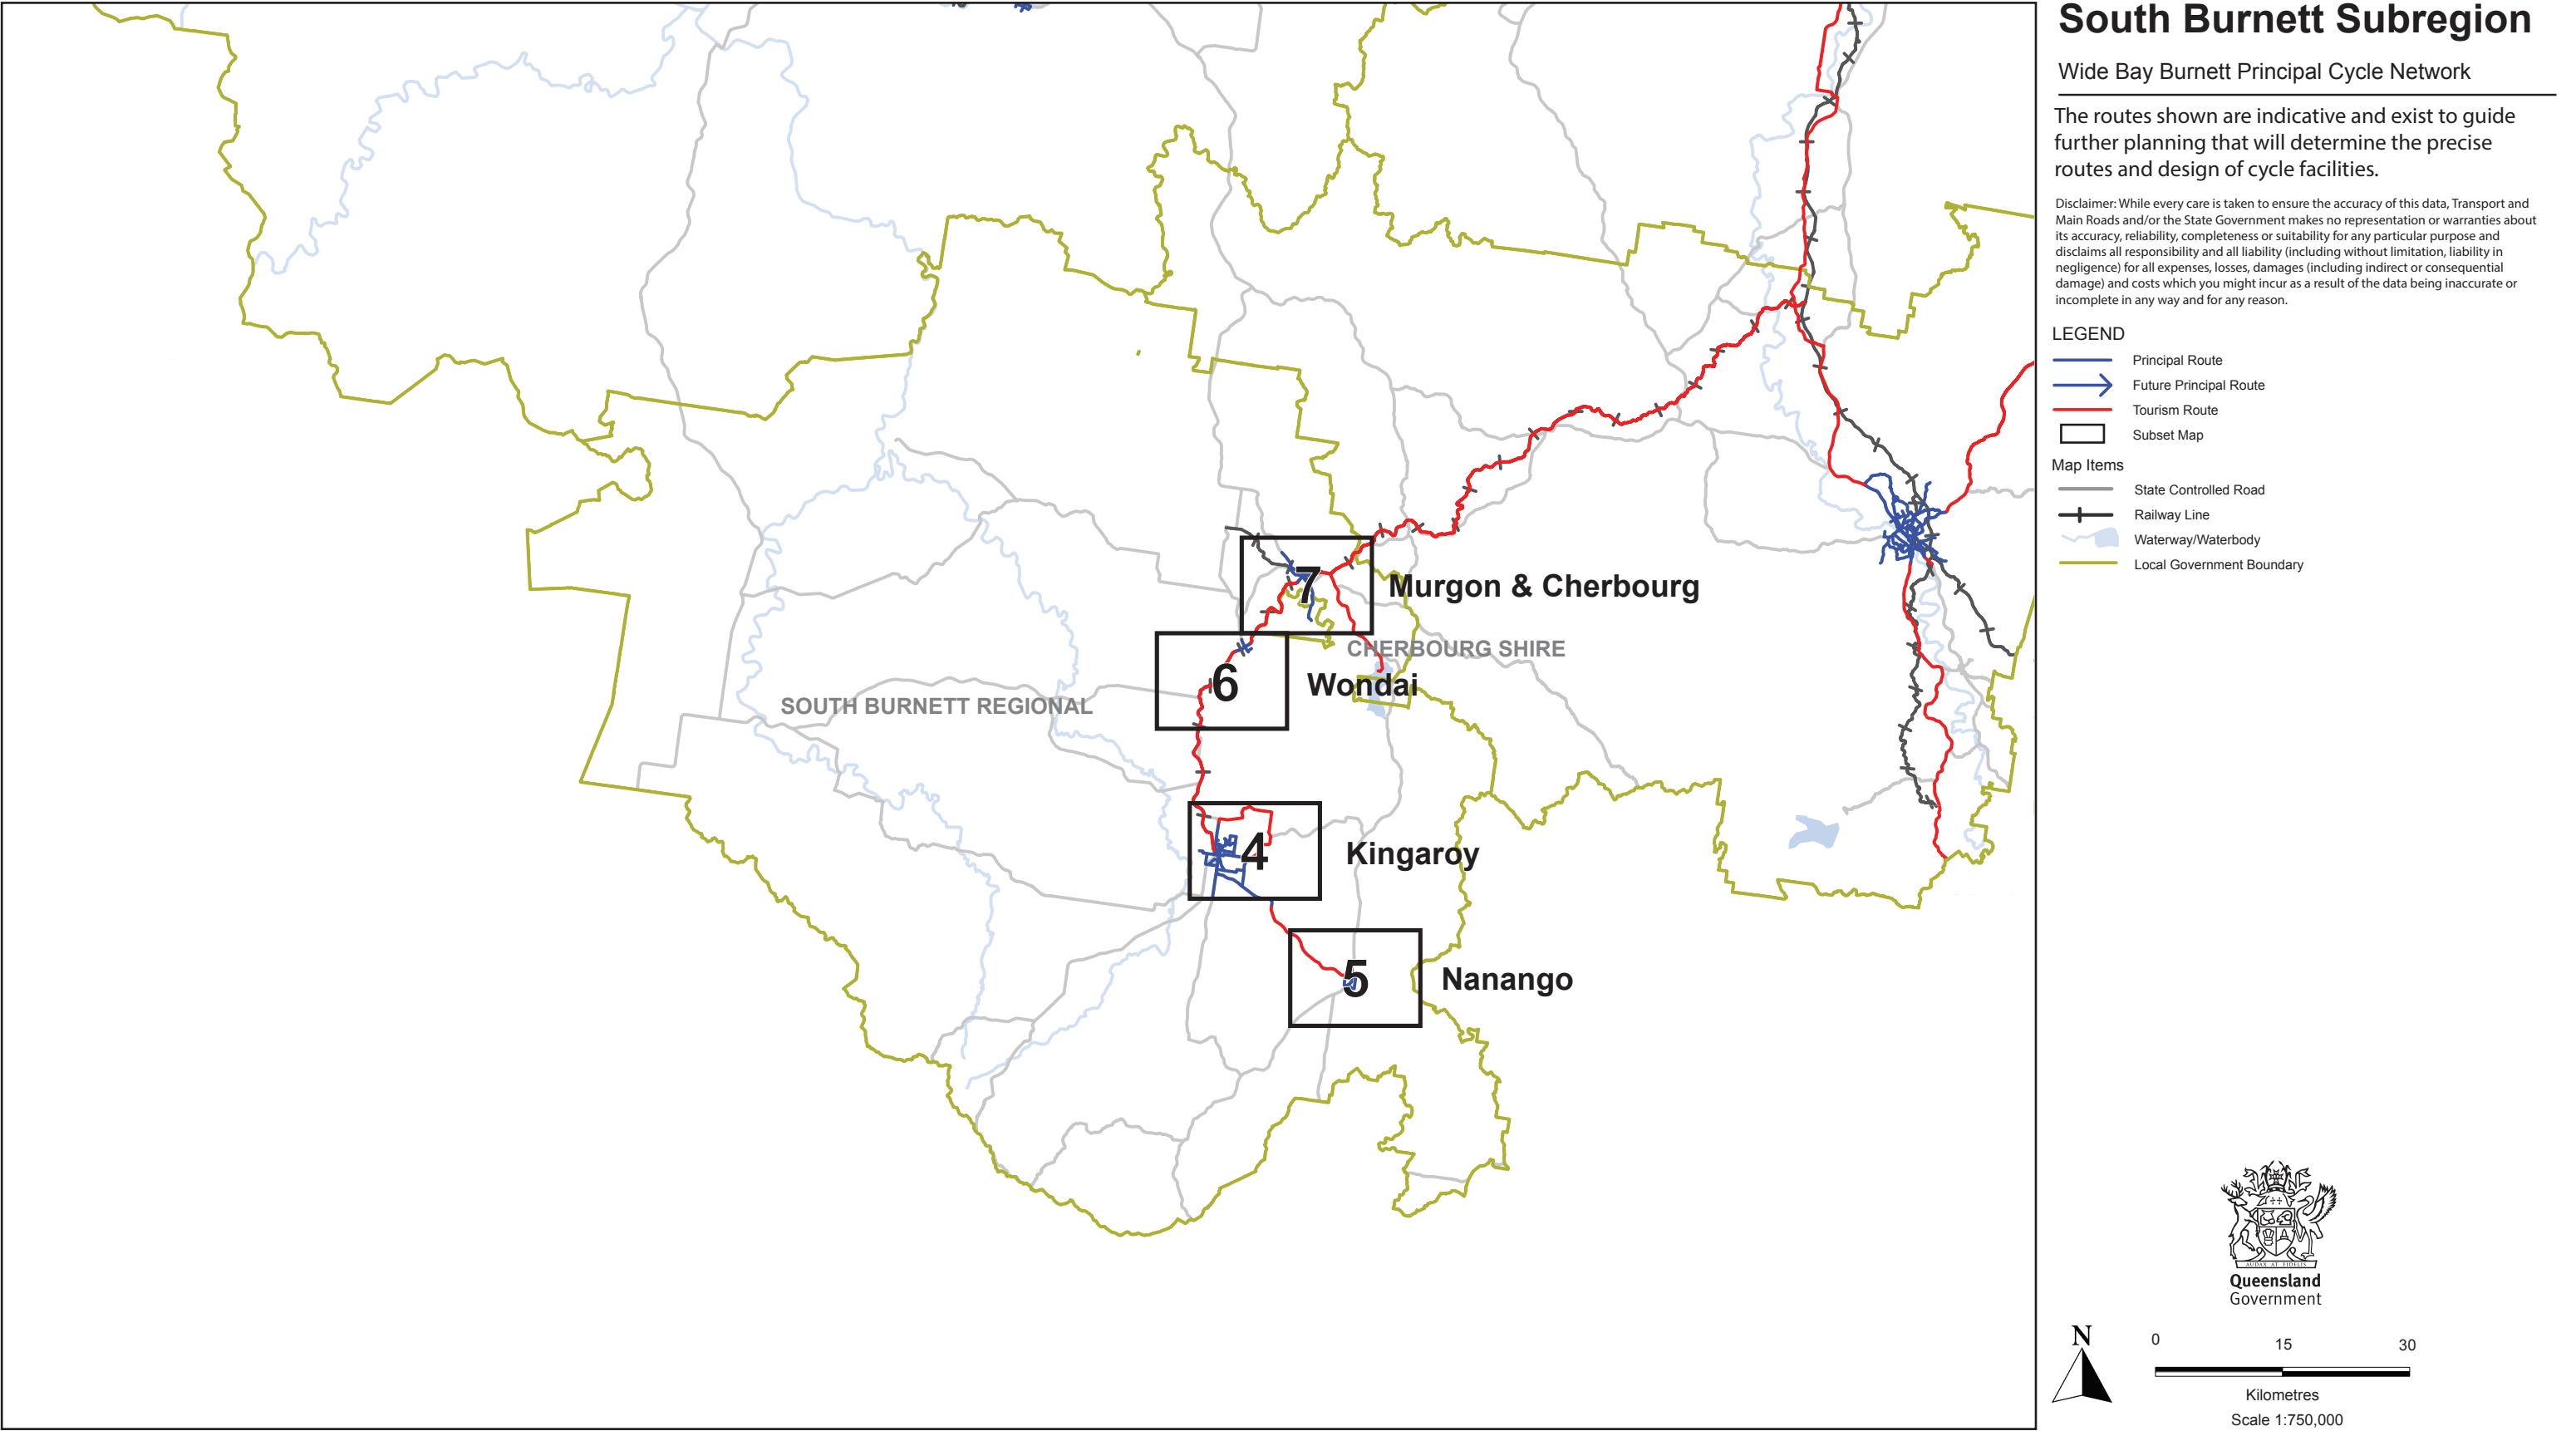 South Burnett Subregion
Wide Bay Burnett Principal Cycle Network
The routes shown are indicative and exist to guide
further planning that will determine the precise
routes and design of cycle facilities.
Disclaimer: While every care is taken to ensure the accuracy of this data, Transport and
Main Roads and/or the State Government makes no representation or warranties about
its accuracy, reliability, completeness or suitability for any particular purpose and
disclaims all responsibility and all liability (including without limitation, liability in
negligence) for all expenses, losses, damages (including indirect or consequential
damage) and costs which you might incur as a result of the data being inaccurate or
incomplete in any way and for any reason.
LEGEND
Principal Route
Future Principal Route
Tourism Route
Subset Map
Map Items
State Controlled Road
Railway Line
Waterway/Waterbody
Local Government Boundary
7
Murgon & Cherbourg
CHERBOURG SHIRE
6
Wondai
SOUTH BURNETT REGIONAL
4
Kingaroy
5
Nanango
AUDAX AT FIDELIS
Queensland
Government
N
0 15 30
Kilometres
Scale 1:750,000